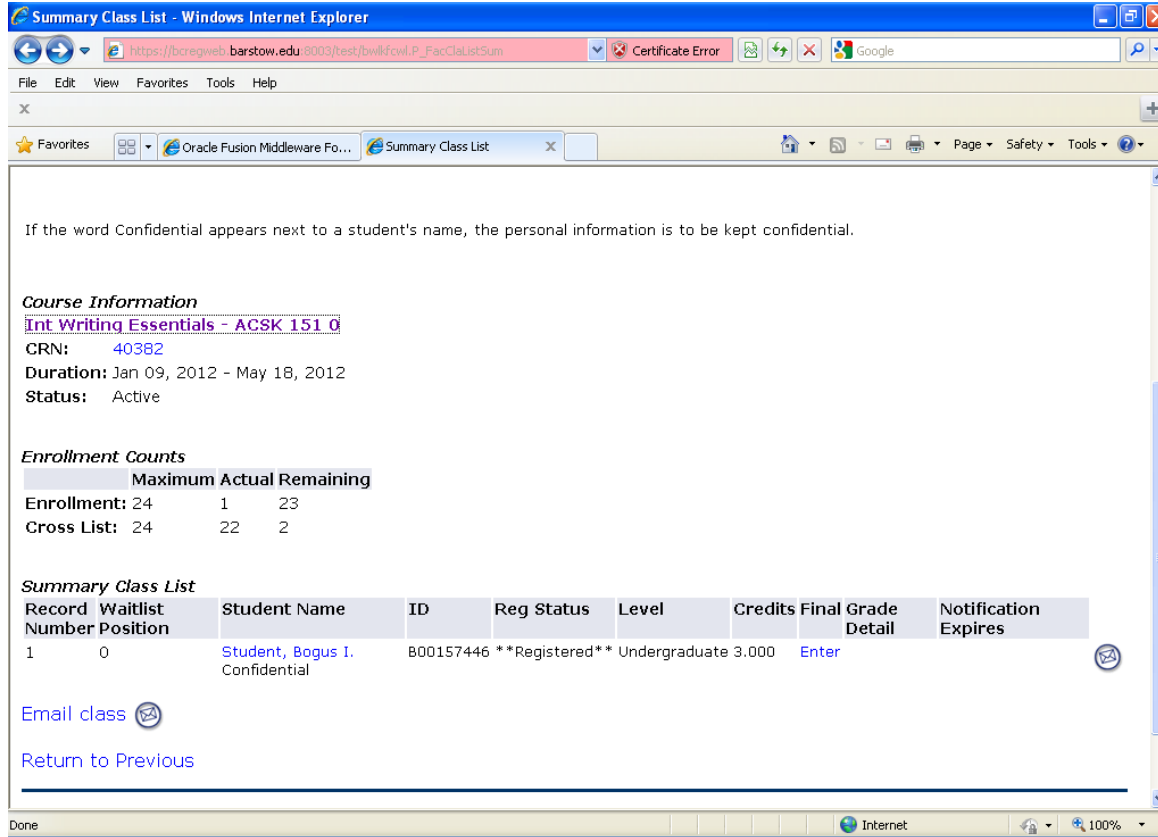 Summary Class List - Windows Internet Explorer
https://bcregweb.barstow.edu:8003/test/bwlkfcwl.P_FacClaListSum Certificate Error Google
File Edit View Favorites Tools Help
Favorites Oracle Fusion Middleware Fo... Summary Class List Page Safety Tools
If the word Confidential appears next to a student's name, the personal information is to be kept confidential.
Course Information
Int Writing Essentials - ACSK 151 0
CRN: 40382
Duration: Jan 09, 2012 - May 18, 2012
Status: Active
Enrollment Counts
Maximum Actual Remaining
Enrollment: 24 1 23
Cross List: 24 22 2
Summary Class List
Record Waitlist Student Name ID Reg Status Level Credits Final Grade Notification
Number Position Detail Expires
1 0 Student, Bogus I. B00157446 **Registered** Undergraduate 3.000 Enter
Confidential
Email class
Return to Previous
Done Internet 100%